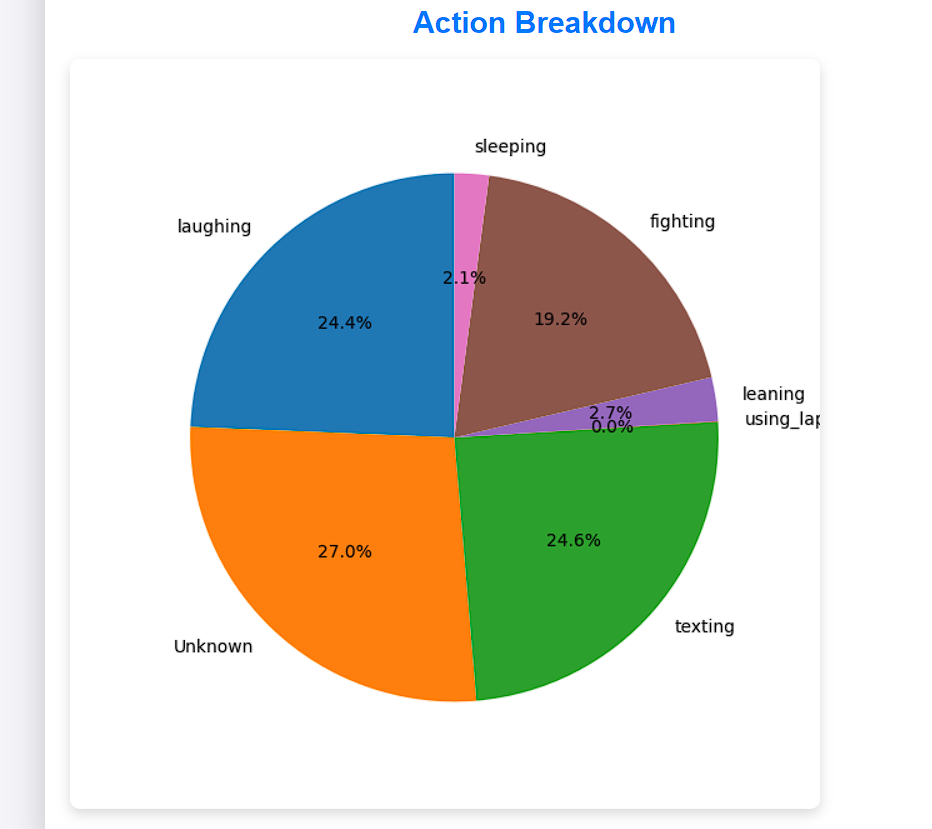 Action Breakdown
sleeping
fighting
laughing
2.1%
19.2%
24.4%
leaning
2.7%
using_lap
0.0%
24.6%
27.0%
texting
Unknown